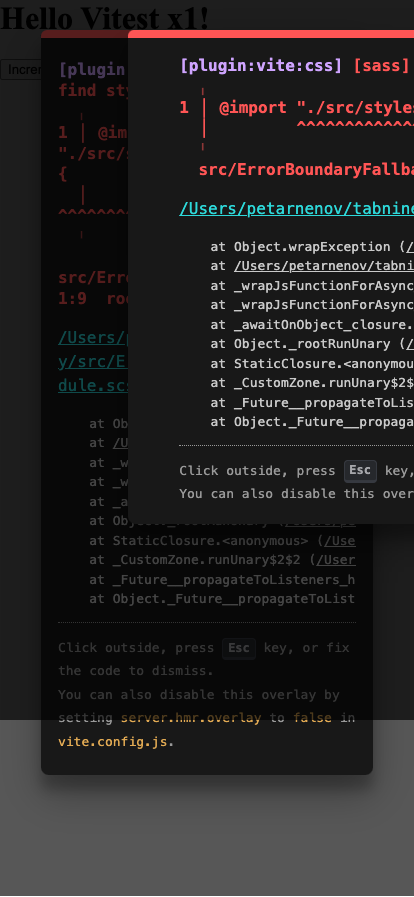 Hello Vitest x1!
[plugin:vite:css] [sass]
1 │ @import "./src/styles
^^^^^^^^^^^^
src/ErrorBoundaryFallba
/Users/petarnenov/tabnine
at Object.wrapException (/
at /Users/petarnenov/tabni
at _wrapJsFunctionForAsync
at _wrapJsFunctionForAsync
at _awaitOnObject_closure.
at Object._rootRunUnary (/
at StaticClosure.<anonymou
at _CustomZone.runUnary$2$
at _Future__propagateToLis
at Object._Future__propaga
Click outside, press Esc key,
You can also disable this over
[plugin
find sty
1 │ @im
"./src/s
{
│
^^^^^^^^
src/Erro
1:9 roo
/Users/p
y/src/E
dule.scs
at Ob
at /U
at _w
at _w
at _a
at Object._rootRunUnary (/Users/pe
at StaticClosure.<anonymous> (/Use
at _CustomZone.runUnary$2$2 (/User
at _Future__propagateToListeners_h
at Object._Future__propagateToList
Click outside, press Esc key, or fix
the code to dismiss.
You can also disable this overlay by
setting server.hmr.overlay to false in
vite.config.js.